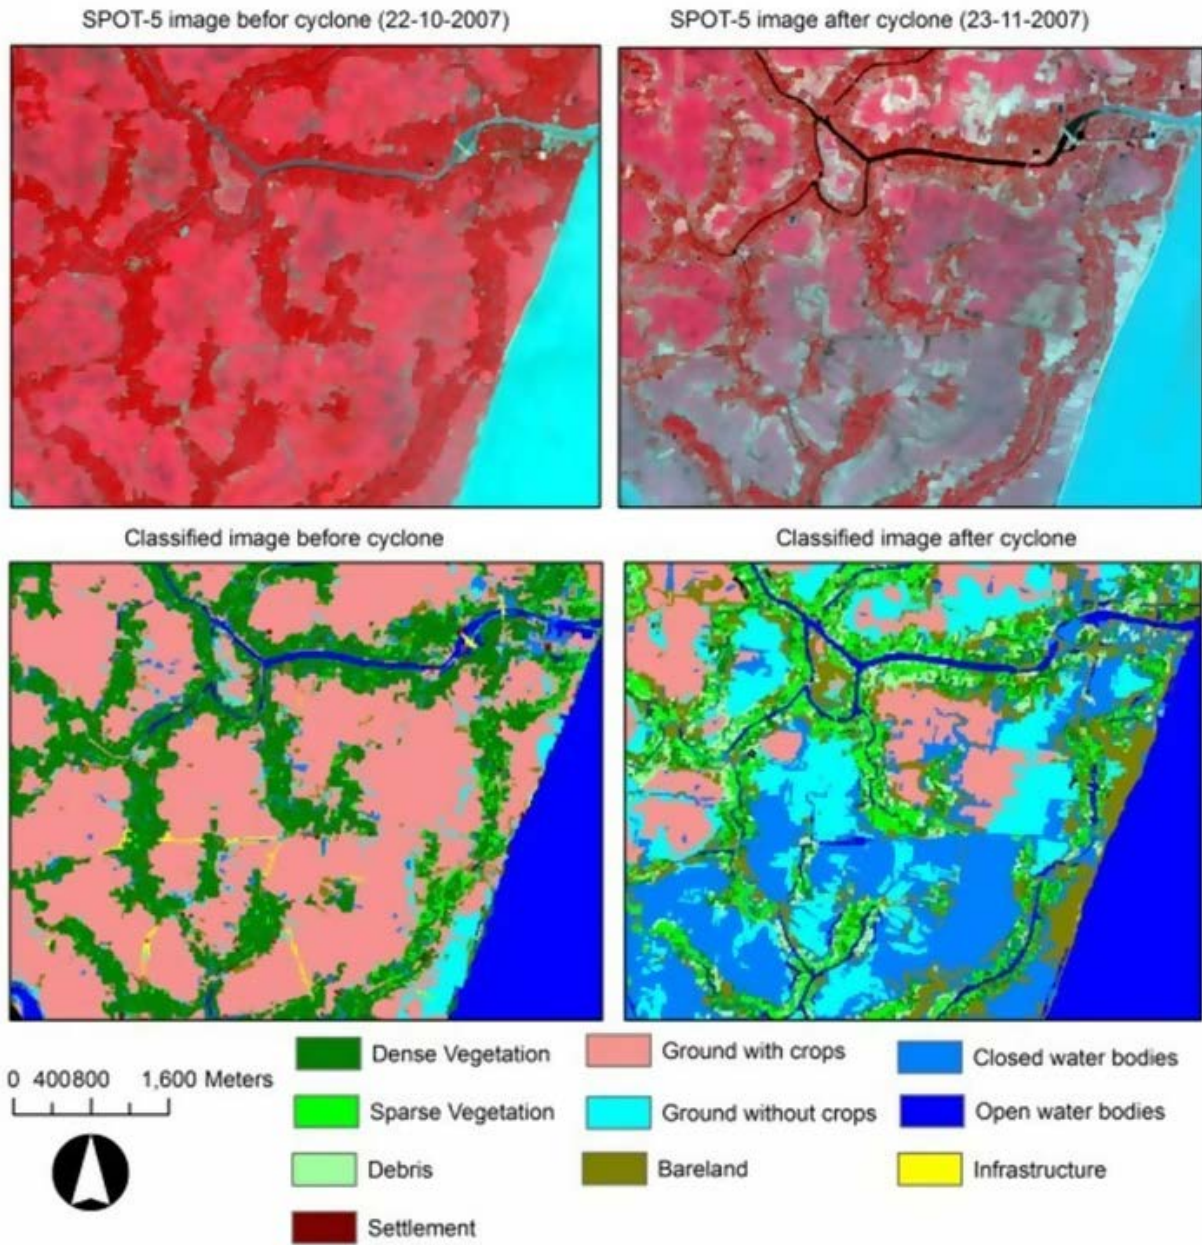 SPOT-5 image befor cyclone (22-10-2007)
SPOT-5 image after cyclone (23-11-2007)
Classified image before cyclone
Classified image after cyclone
0 400800 1,600 Meters
Dense Vegetation
Ground with crops
Closed water bodies
Sparse Vegetation
Ground without crops
Open water bodies
Debris
Bareland
Infrastructure
Settlement